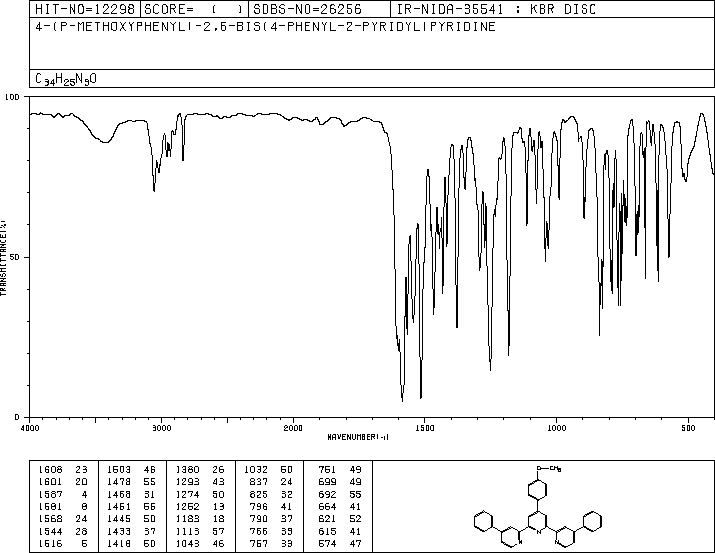 HIT-NO=12298 SCORE= ( ) SDBS-NO=26256 IR-NIDA-35541 : KBR DISC
4-(P-METHOXYPHENYL)-2,6-BIS(4-PHENYL-2-PYRIDYL)PYRIDINE
C34H25N3O
100
TRANSMITTANCE(%)
50
0
4000 3000 2000 1500 1000 500
WAVENUMBER(-1)
1608 23 1503 46 1380 26 1032 50 751 49
1601 20 1478 55 1293 43 837 24 699 49
1587 4 1468 31 1274 50 825 32 692 55
1581 8 1451 55 1252 13 796 41 664 41
1568 24 1445 50 1183 18 790 37 621 52
1544 28 1433 37 1113 57 766 39 615 41
1516 5 1418 50 1043 46 757 39 574 47
O CH3
N N N